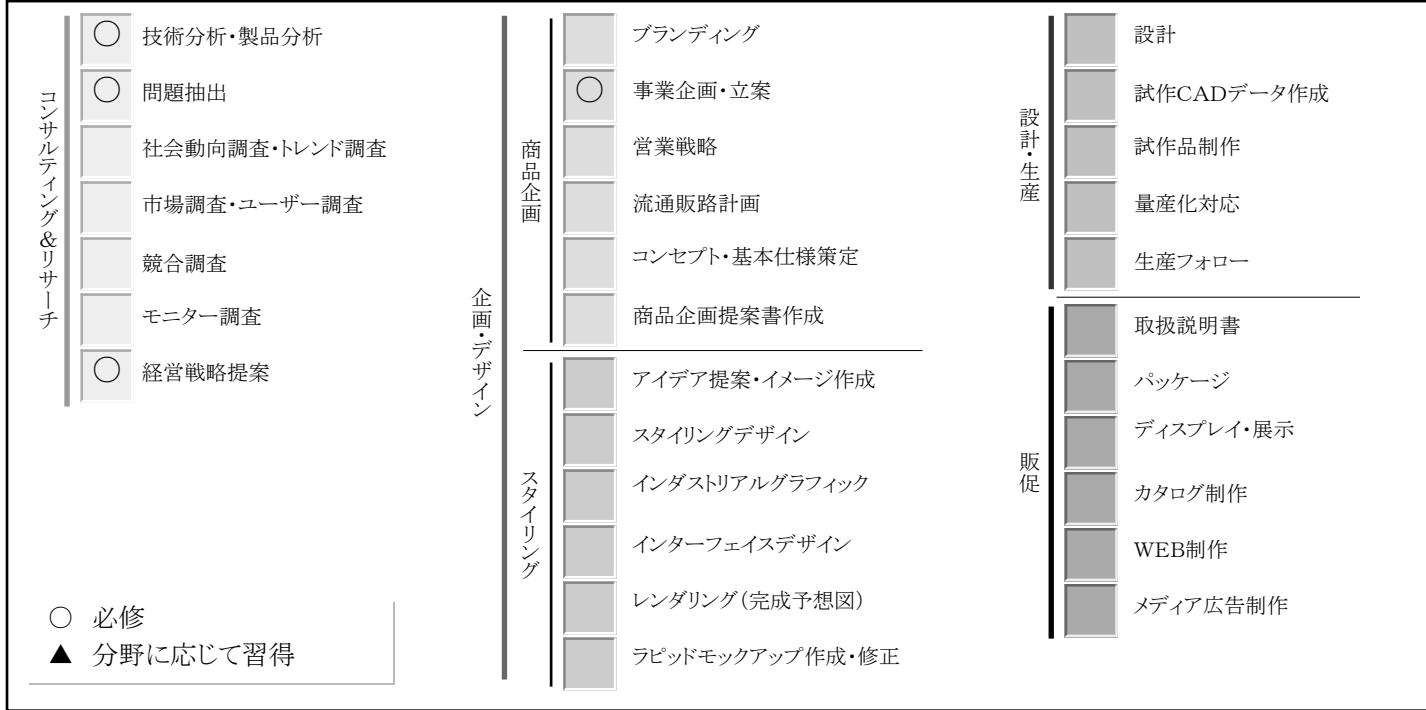 コンサルティング&リサーチ
○ 技術分析・製品分析
○ 問題抽出
社会動向調査・トレンド調査
市場調査・ユーザー調査
競合調査
モニター調査
○ 経営戦略提案
○ 必修
▲ 分野に応じて習得
企画・デザイン
商品企画
ブランディング
○ 事業企画・立案
営業戦略
流通販路計画
コンセプト・基本仕様策定
商品企画提案書作成
スタイリング
アイデア提案・イメージ作成
スタイリングデザイン
インダストリアルグラフィック
インターフェイスデザイン
レンダリング(完成予想図)
ラピッドモックアップ作成・修正
設計・生産
設計
試作CADデータ作成
試作品制作
量産化対応
生産フォロー
販促
取扱説明書
パッケージ
ディスプレイ・展示
カタログ制作
WEB制作
メディア広告制作